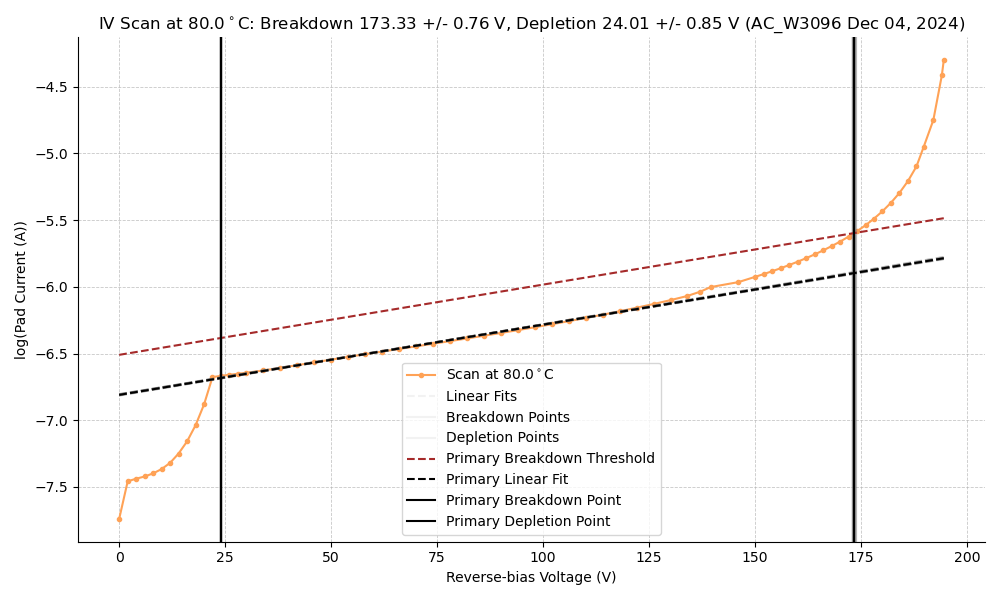 IV Scan at 80.0°C: Breakdown 173.33 +/- 0.76 V, Depletion 24.01 +/- 0.85 V (AC_W3096 Dec 04, 2024)
log(Pad Current (A))
−4.5
−5.0
−5.5
−6.0
−6.5
−7.0
−7.5
Scan at 80.0°C
Linear Fits
Breakdown Points
Depletion Points
Primary Breakdown Threshold
Primary Linear Fit
Primary Breakdown Point
Primary Depletion Point
0 25 50 75 100 125 150 175 200
Reverse-bias Voltage (V)